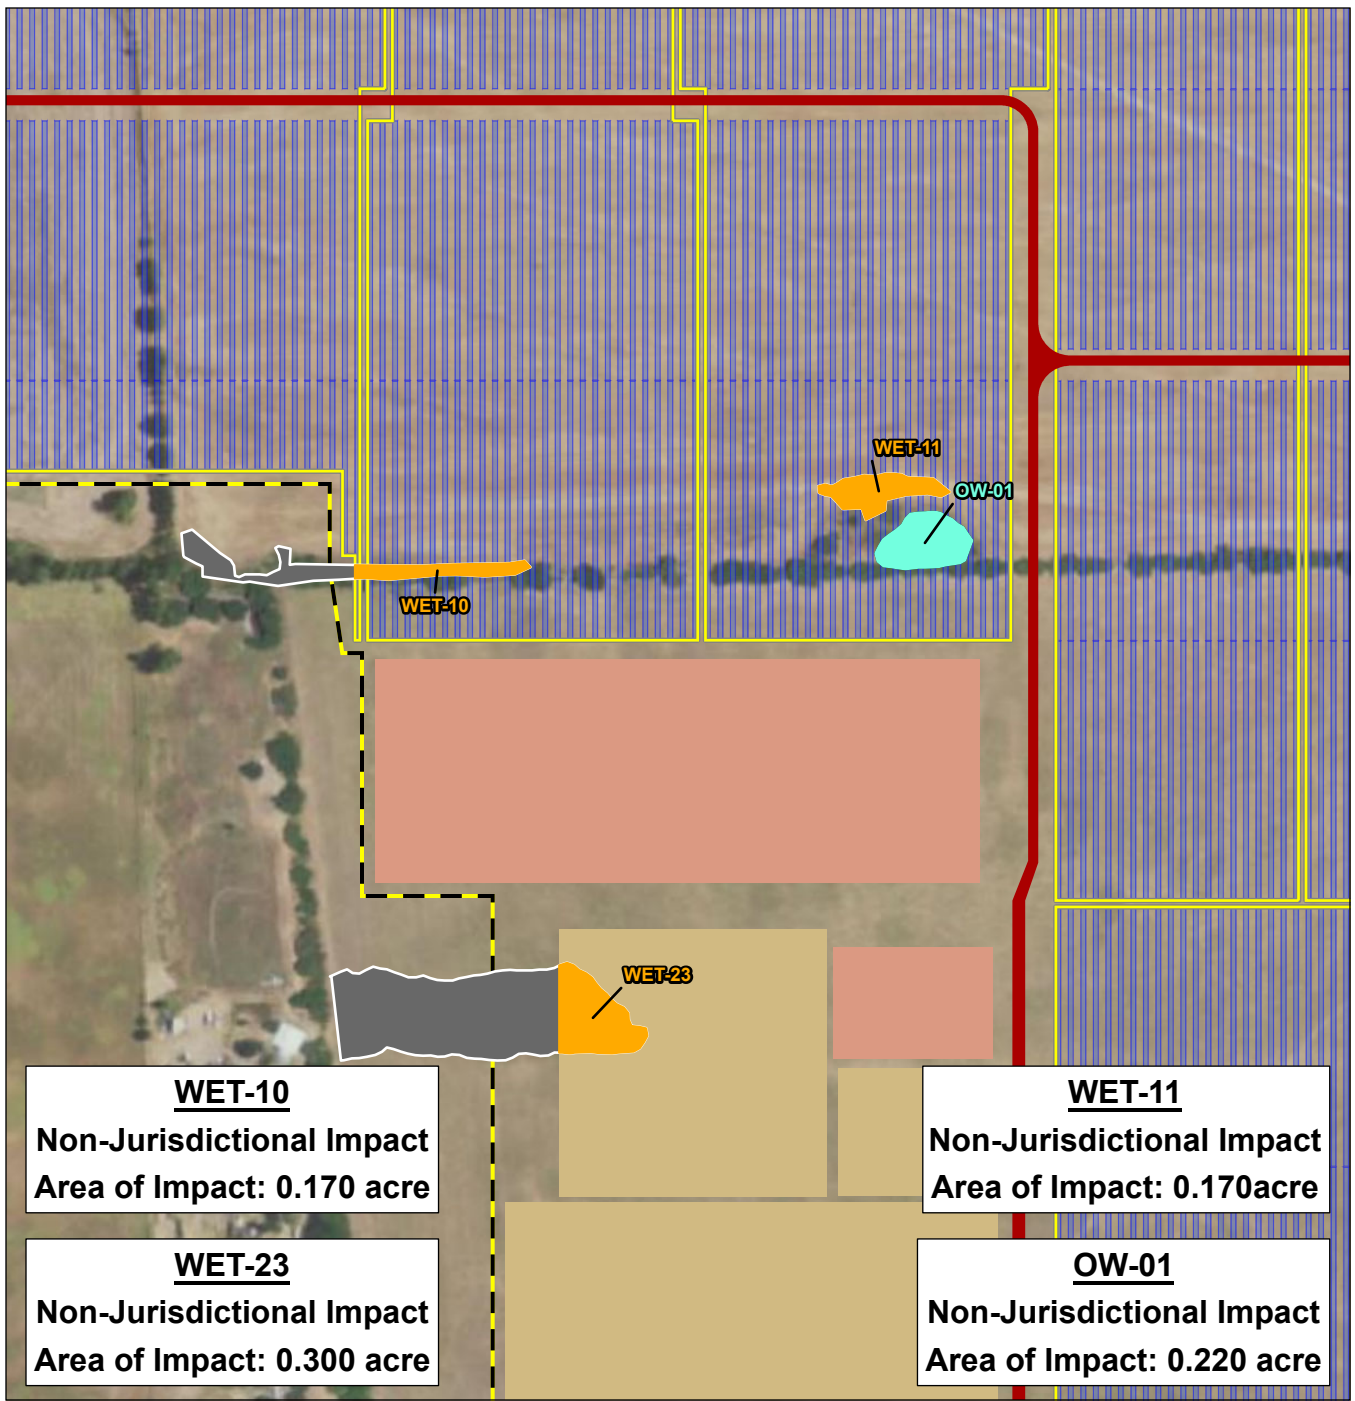 WET-11
OW-01
WET-10
WET-23
WET-10
Non-Jurisdictional Impact
Area of Impact: 0.170 acre
WET-11
Non-Jurisdictional Impact
Area of Impact: 0.170acre
WET-23
Non-Jurisdictional Impact
Area of Impact: 0.300 acre
OW-01
Non-Jurisdictional Impact
Area of Impact: 0.220 acre